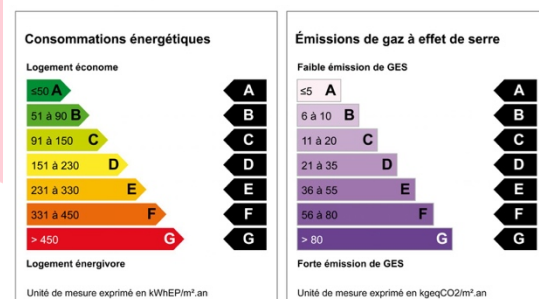 Consommations énergétiques
Logement économe
≤50 A A
51 à 90 B B
91 à 150 C C
151 à 230 D D
231 à 330 E E
331 à 450 F F
> 450 G G
Logement énergivore
Unité de mesure exprimé en kWhEP/m².an
Émissions de gaz à effet de serre
Faible émission de GES
≤5 A A
6 à 10 B B
11 à 20 C C
21 à 35 D D
36 à 55 E E
56 à 80 F F
> 80 G G
Forte émission de GES
Unité de mesure exprimé en kgeqCO2/m².an